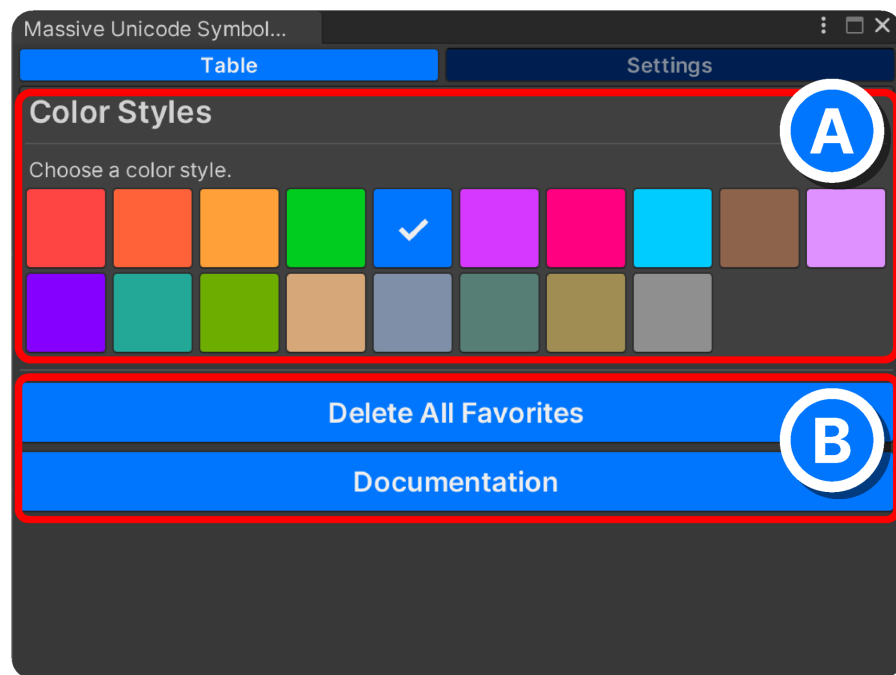 Massive Unicode Symbol...
Table
Settings
Color Styles
A
Choose a color style.
Delete All Favorites
B
Documentation